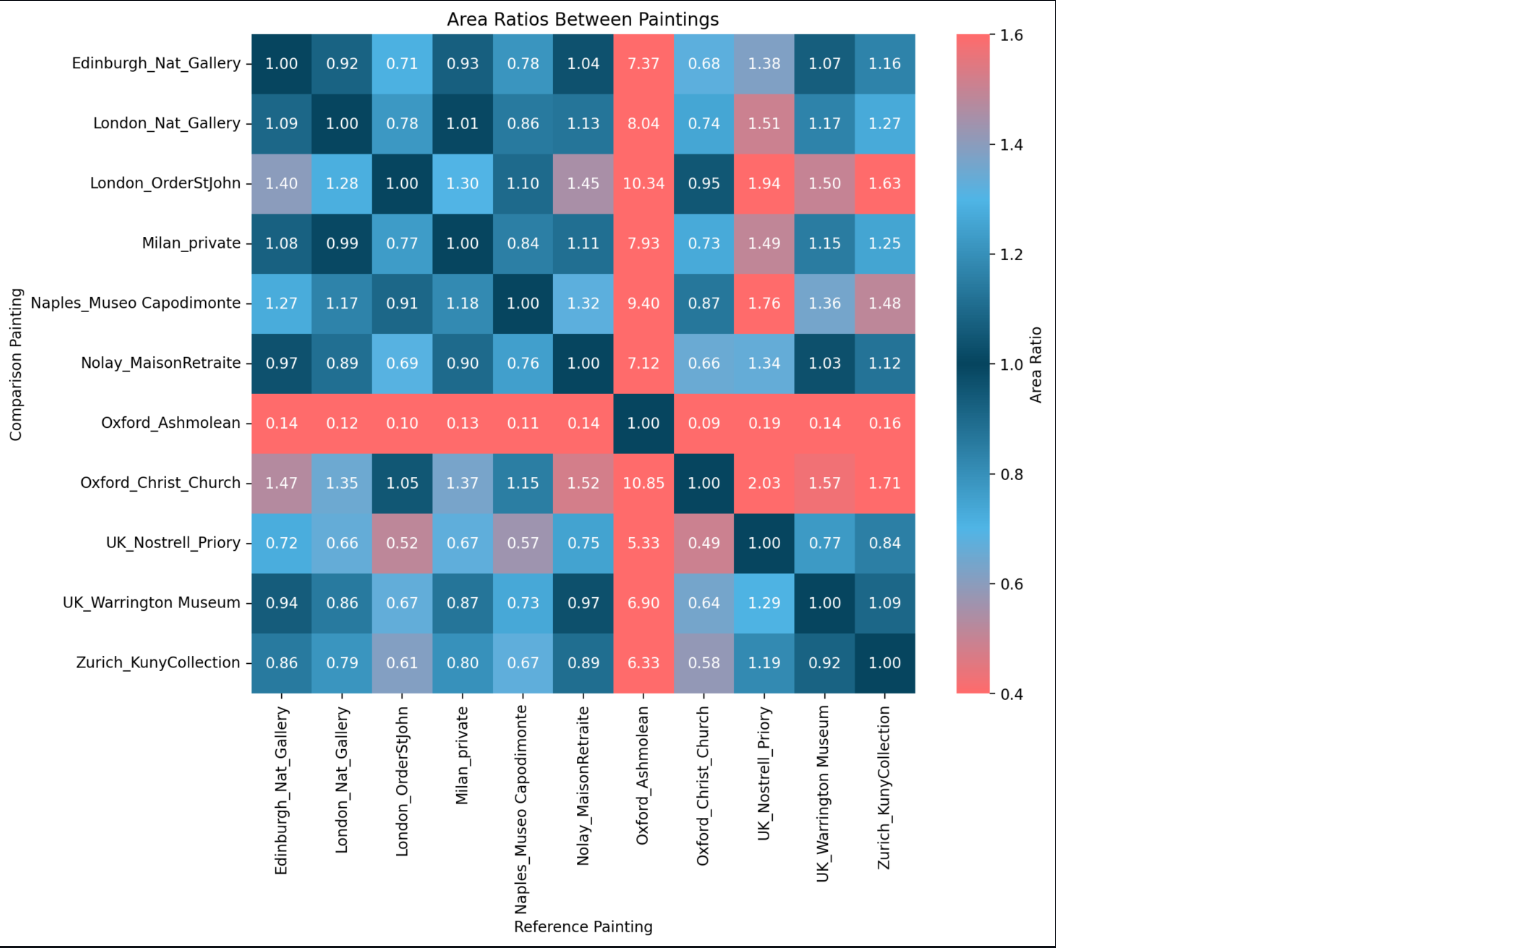 Area Ratios Between Paintings
Comparison Painting
Edinburgh_Nat_Gallery 1.00 0.92 0.71 0.93 0.78 1.04 7.37 0.68 1.38 1.07 1.16
London_Nat_Gallery 1.09 1.00 0.78 1.01 0.86 1.13 8.04 0.74 1.51 1.17 1.27
London_OrderStJohn 1.40 1.28 1.00 1.30 1.10 1.45 10.34 0.95 1.94 1.50 1.63
Milan_private 1.08 0.99 0.77 1.00 0.84 1.11 7.93 0.73 1.49 1.15 1.25
Naples_Museo Capodimonte 1.27 1.17 0.91 1.18 1.00 1.32 9.40 0.87 1.76 1.36 1.48
Nolay_MaisonRetraite 0.97 0.89 0.69 0.90 0.76 1.00 7.12 0.66 1.34 1.03 1.12
Oxford_Ashmolean 0.14 0.12 0.10 0.13 0.11 0.14 1.00 0.09 0.19 0.14 0.16
Oxford_Christ_Church 1.47 1.35 1.05 1.37 1.15 1.52 10.85 1.00 2.03 1.57 1.71
UK_Nostrell_Priory 0.72 0.66 0.52 0.67 0.57 0.75 5.33 0.49 1.00 0.77 0.84
UK_Warrington Museum 0.94 0.86 0.67 0.87 0.73 0.97 6.90 0.64 1.29 1.00 1.09
Zurich_KunyCollection 0.86 0.79 0.61 0.80 0.67 0.89 6.33 0.58 1.19 0.92 1.00
Edinburgh_Nat_Gallery
London_Nat_Gallery
London_OrderStJohn
Milan_private
Naples_Museo Capodimonte
Nolay_MaisonRetraite
Oxford_Ashmolean
Oxford_Christ_Church
UK_Nostrell_Priory
UK_Warrington Museum
Zurich_KunyCollection
Reference Painting
1.6
1.4
1.2
1.0
0.8
0.6
0.4
Area Ratio